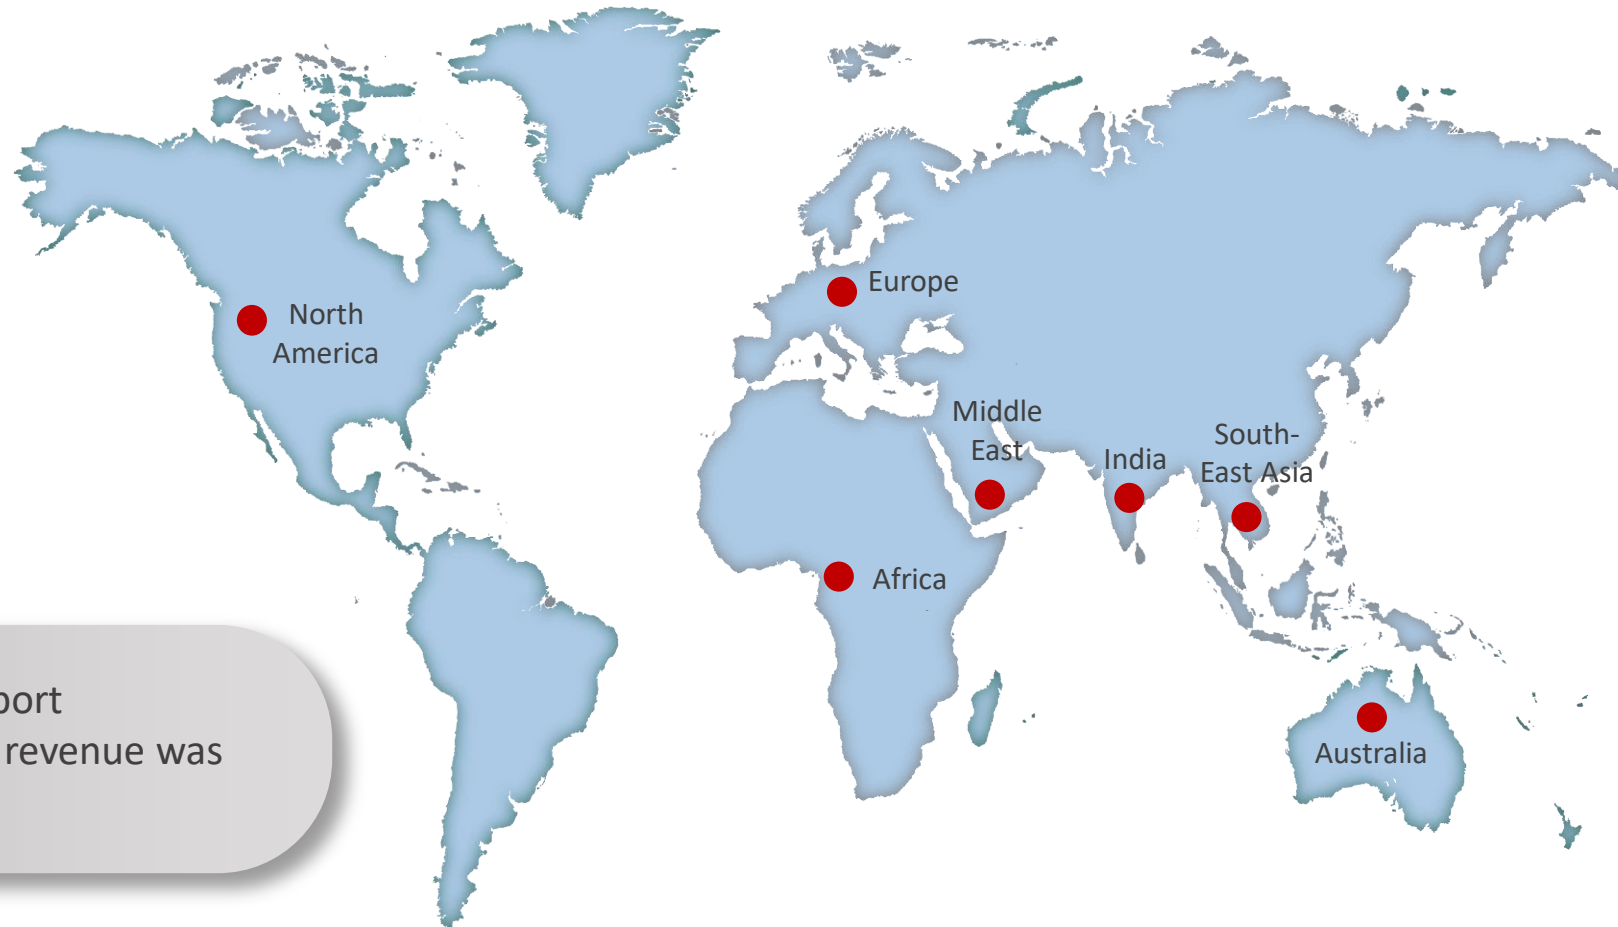 Europe
North
America
Middle
East
South-
East Asia
India
Africa
port
revenue was
Australia